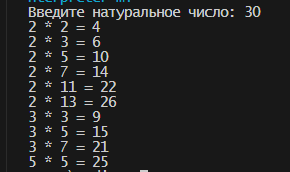 Введите натуральное число: 30
2 * 2 = 4
2 * 3 = 6
2 * 5 = 10
2 * 7 = 14
2 * 11 = 22
2 * 13 = 26
3 * 3 = 9
3 * 5 = 15
3 * 7 = 21
5 * 5 = 25